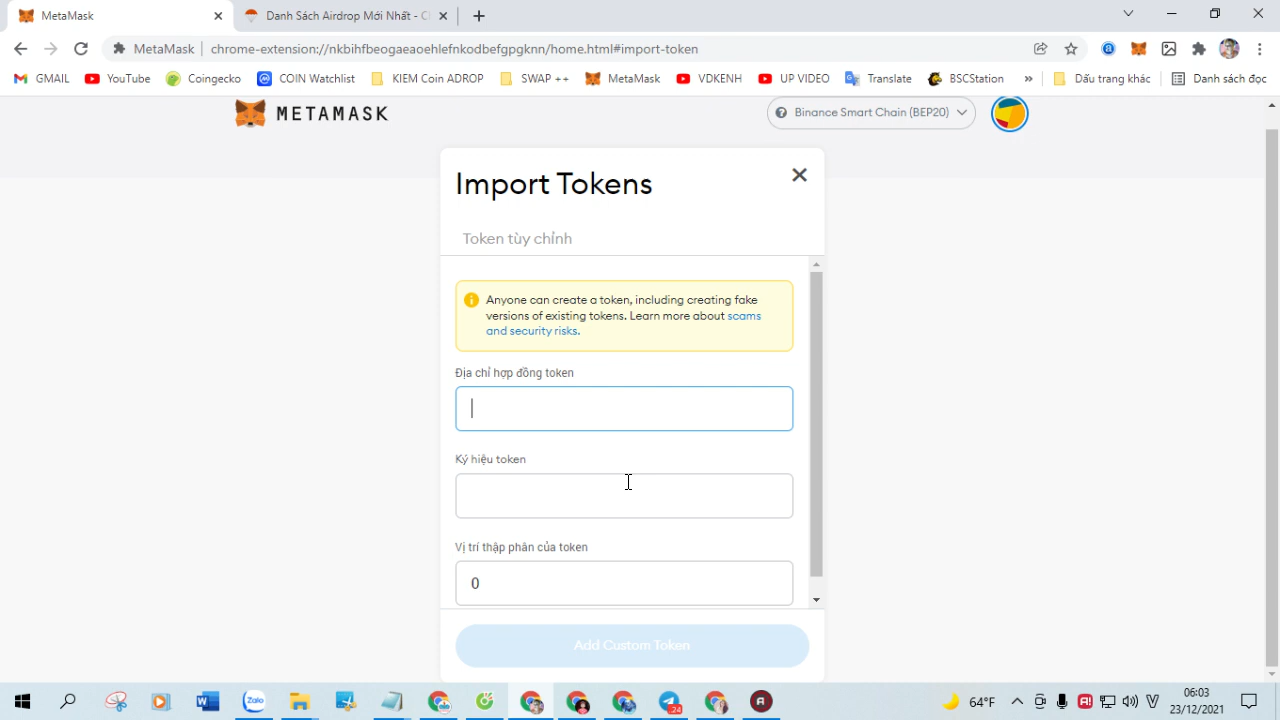 MetaMask
Danh Sách Airdrop Mới Nhất - C
MetaMask
chrome-extension://nkbihfbeogaeaoehlefnkodbefgpgknn/home.html#import-token
GMAIL
YouTube
Coingecko
COIN Watchlist
KIEM Coin ADROP
SWAP ++
MetaMask
VDKENH
UP VIDEO
Translate
BSCStation
»
Dấu trang khác
Danh sách đọc
METAMASK
Binance Smart Chain (BEP20)
Import Tokens
Token tùy chỉnh
Anyone can create a token, including creating fake
versions of existing tokens. Learn more about scams
and security risks.
Địa chỉ hợp đồng token
Ký hiệu token
Vị trí thập phân của token
0
Add Custom Token
Zalo
24
64°F
06:03
23/12/2021